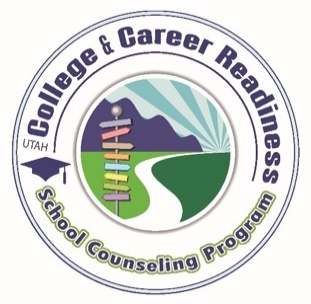 UTAH
College & Career Readiness
School Counseling Program